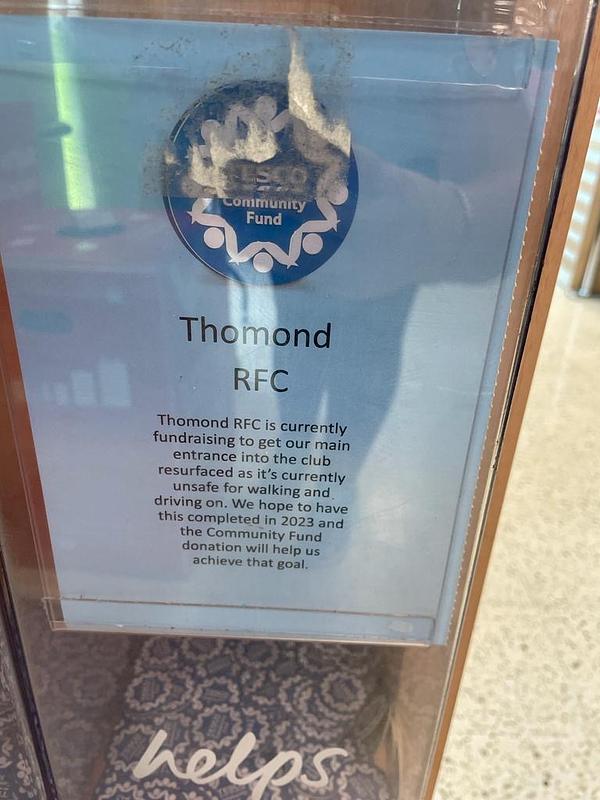 TESCO
Community
Fund
Thomond
RFC
Thomond RFC is currently
fundraising to get our main
entrance into the club
resurfaced as it's currently
unsafe for walking and
driving on. We hope to have
this completed in 2023 and
the Community Fund
donation will help us
achieve that goal.
helps